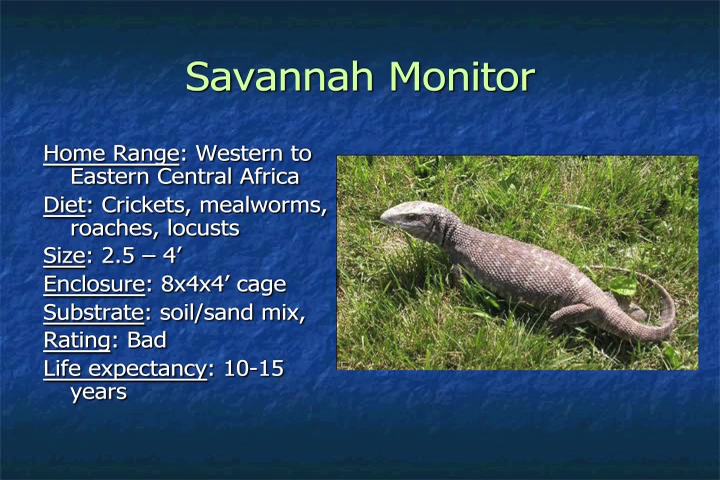 Savannah Monitor
Home Range: Western to
Eastern Central Africa
Diet: Crickets, mealworms,
roaches, locusts
Size: 2.5 – 4’
Enclosure: 8x4x4’ cage
Substrate: soil/sand mix,
Rating: Bad
Life expectancy: 10-15
years